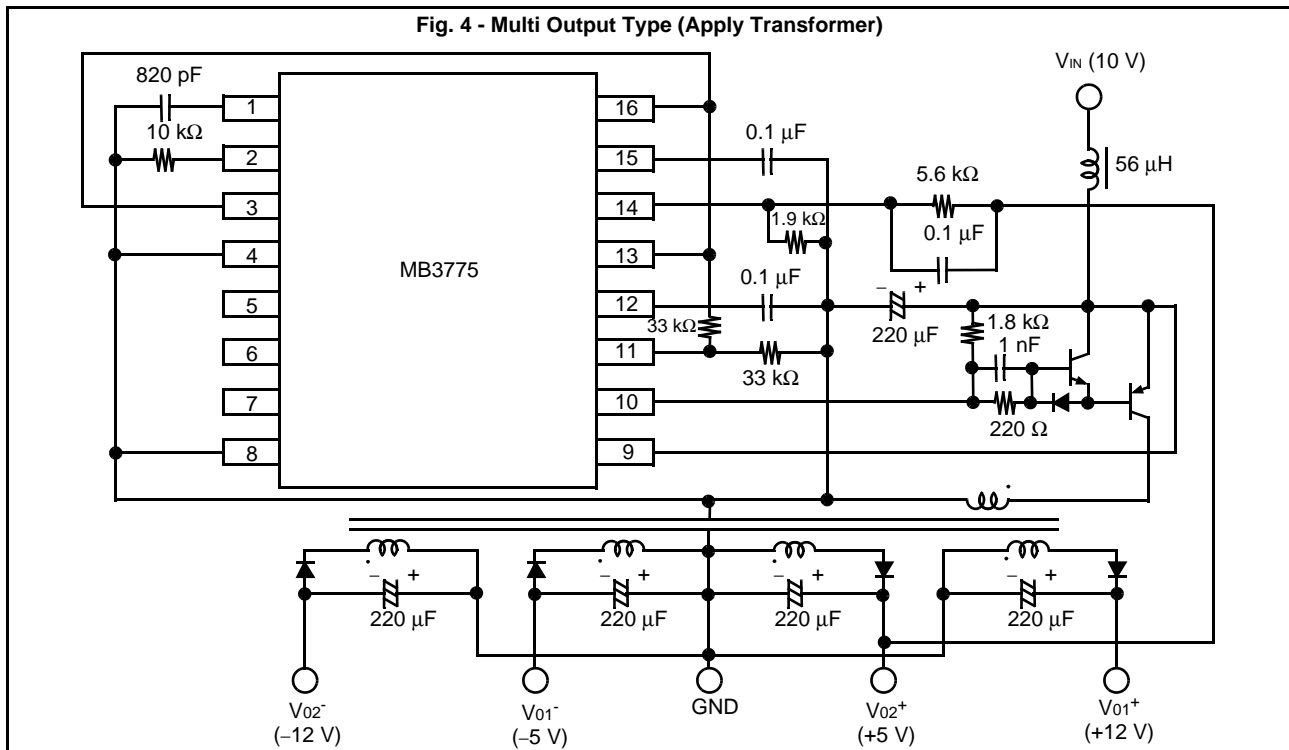 Fig. 4 - Multi Output Type (Apply Transformer)
VIN (10 V)
820 pF
1
16
10 kΩ
0.1 µF
2
15
5.6 kΩ
56 µH
3
14
1.9 kΩ
0.1 µF
4
13
MB3775
0.1 µF
5
12
− +
33 kΩ
220 µF
1.8 kΩ
1 nF
6
11
33 kΩ
7
10
220 Ω
8
9
− +
− +
− +
− +
220 µF
220 µF
220 µF
220 µF
V02-
V01-
GND
V02+
V01+
(−12 V)
(−5 V)
(+5 V)
(+12 V)